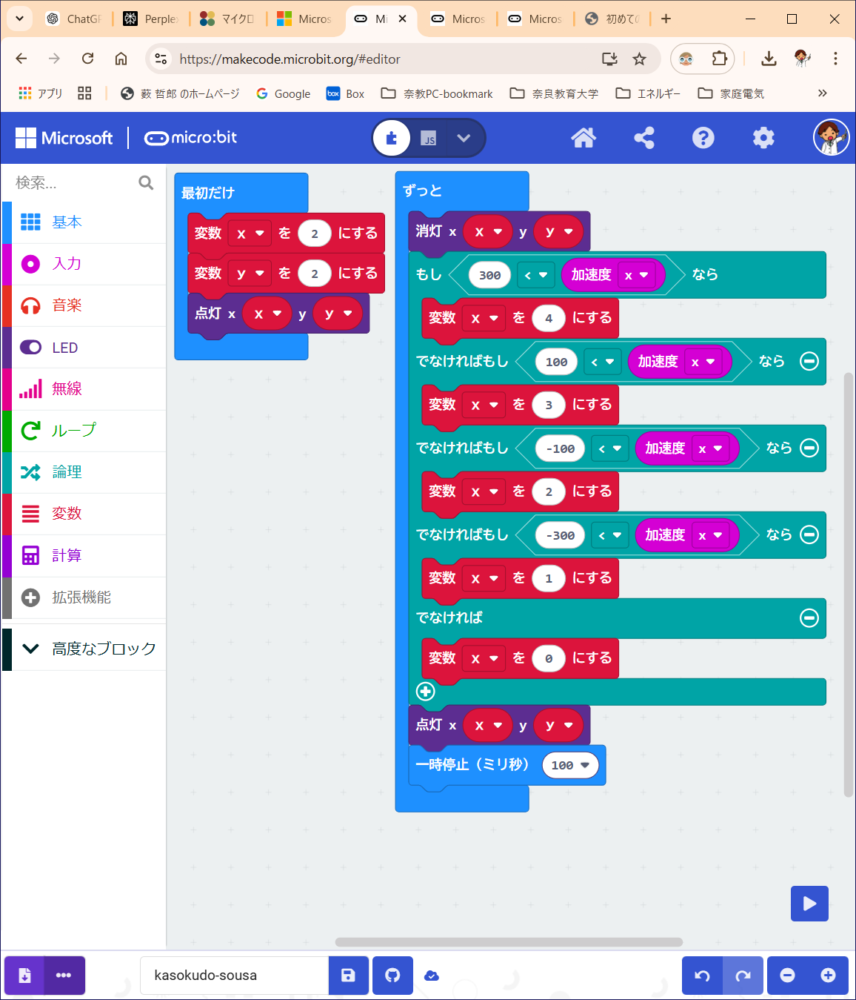 ChatGP
Perplex
マイクロ
Micros
Mi
Micros
Micros
初めての
https://makecode.microbit.org/#editor
アプリ
薮 哲郎 のホームページ
Google
box Box
奈教PC-bookmark
奈良教育大学
エネルギー
家庭電気
Microsoft
micro:bit
JS
検索...
基本
入力
音楽
LED
無線
ループ
論理
変数
計算
拡張機能
高度なブロック
最初だけ
変数 x を 2 にする
変数 y を 2 にする
点灯 x x y y
ずっと
消灯 x x y y
もし 300 < 加速度 x なら
変数 x を 4 にする
でなければもし 100 < 加速度 x なら
変数 x を 3 にする
でなければもし -100 < 加速度 x なら
変数 x を 2 にする
でなければもし -300 < 加速度 x なら
変数 x を 1 にする
でなければ
変数 x を 0 にする
点灯 x x y y
一時停止（ミリ秒） 100
kasokudo-sousa